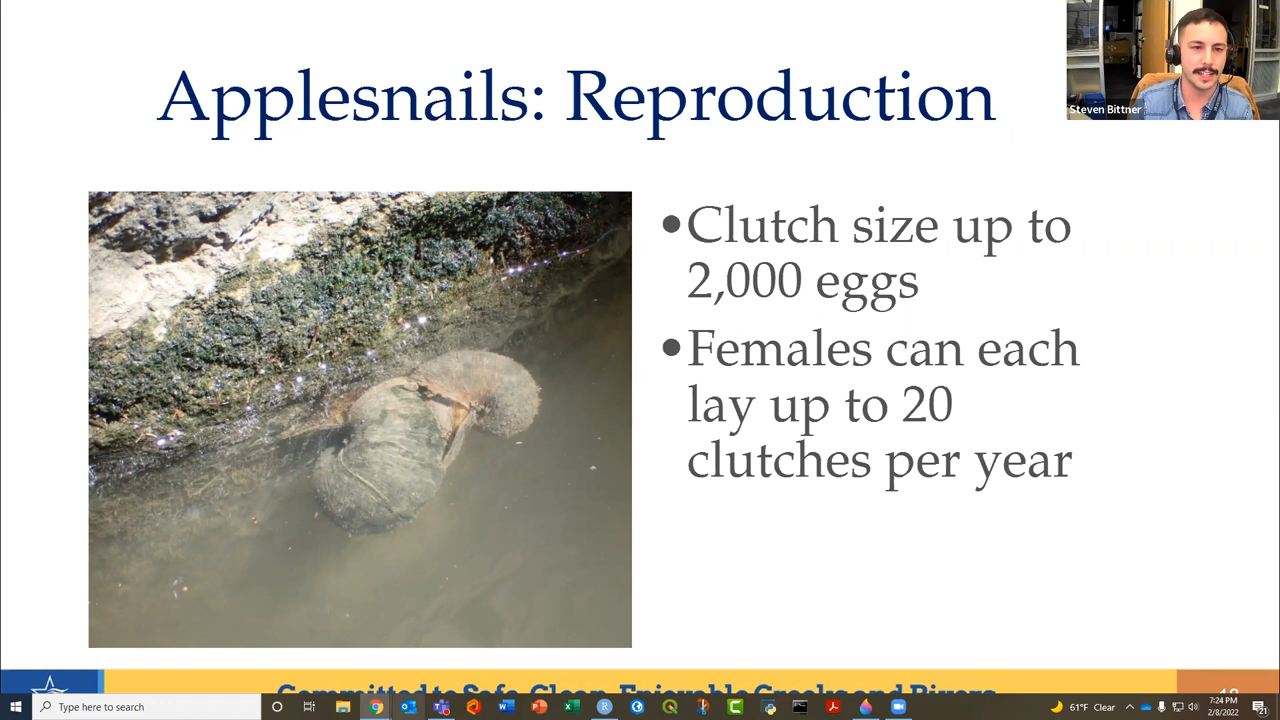 Applesnails: Reproduction
Steven Bittner
•Clutch size up to
2,000 eggs
•Females can each
lay up to 20
clutches per year
Committed to Safe, Clean, Enjoyable Creeks and Rivers
Type here to search
61°F Clear
7:24 PM
2/8/2022